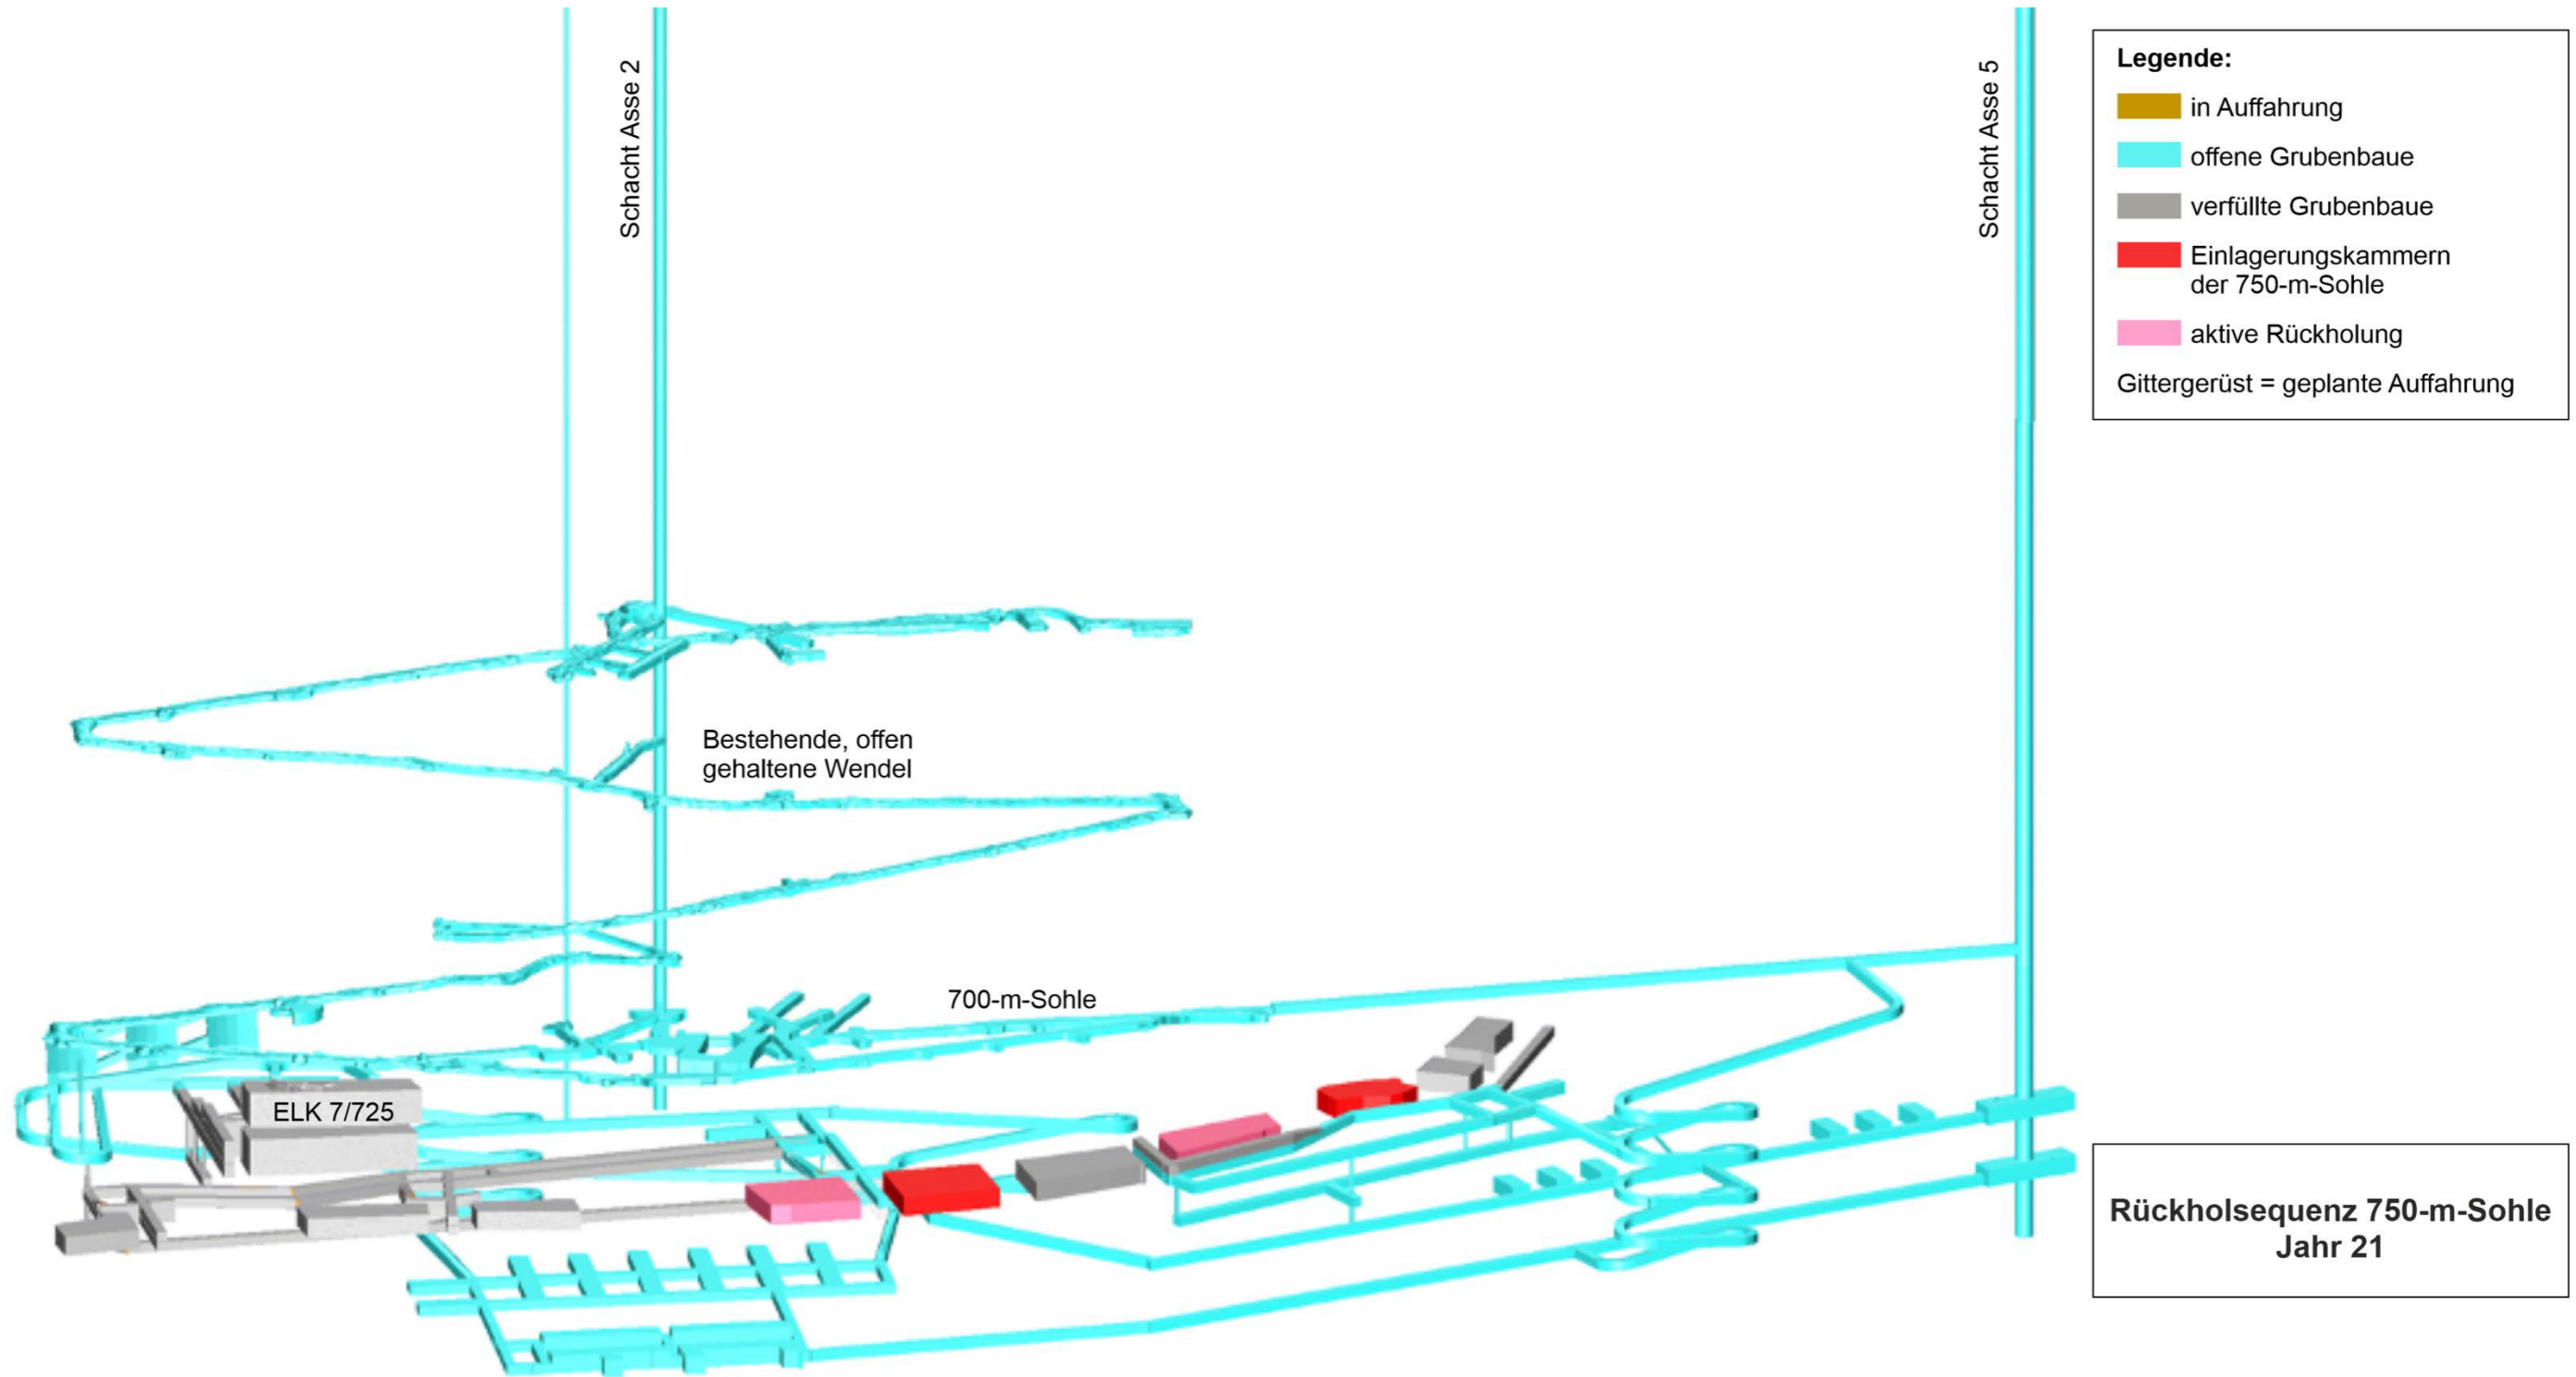 Schacht Asse 2
Schacht Asse 5
Legende:
in Auffahrung
offene Grubenbaue
verfüllte Grubenbaue
Einlagerungskammern
der 750-m-Sohle
aktive Rückholung
Gittergerüst = geplante Auffahrung
Bestehende, offen
gehaltene Wendel
700-m-Sohle
ELK 7/725
Rückholsequenz 750-m-Sohle
Jahr 21